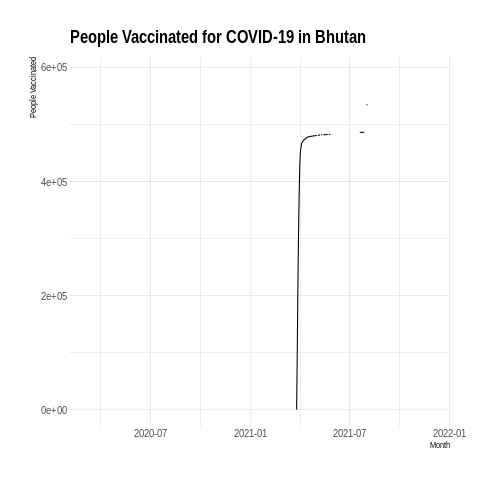 People Vaccinated for COVID-19 in Bhutan
People Vaccinated
6e+05
4e+05
2e+05
0e+00
2020-07
2021-01
2021-07
2022-01
Month